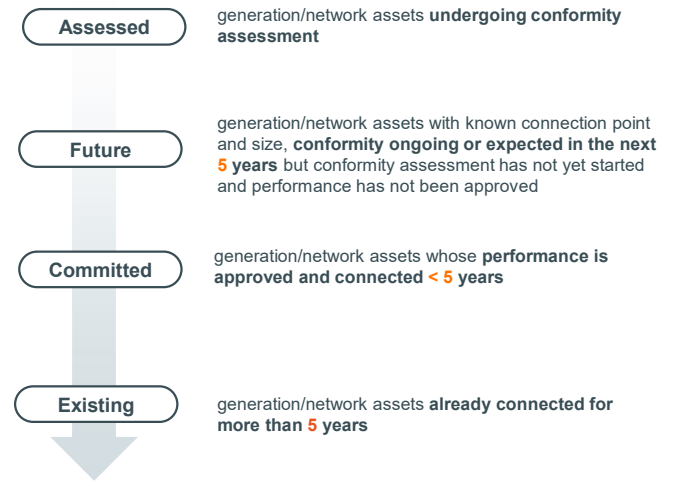 Assessed
generation/network assets undergoing conformity
assessment
Future
generation/network assets with known connection point
and size, conformity ongoing or expected in the next
5 years but conformity assessment has not yet started
and performance has not been approved
Committed
generation/network assets whose performance is
approved and connected < 5 years
Existing
generation/network assets already connected for
more than 5 years